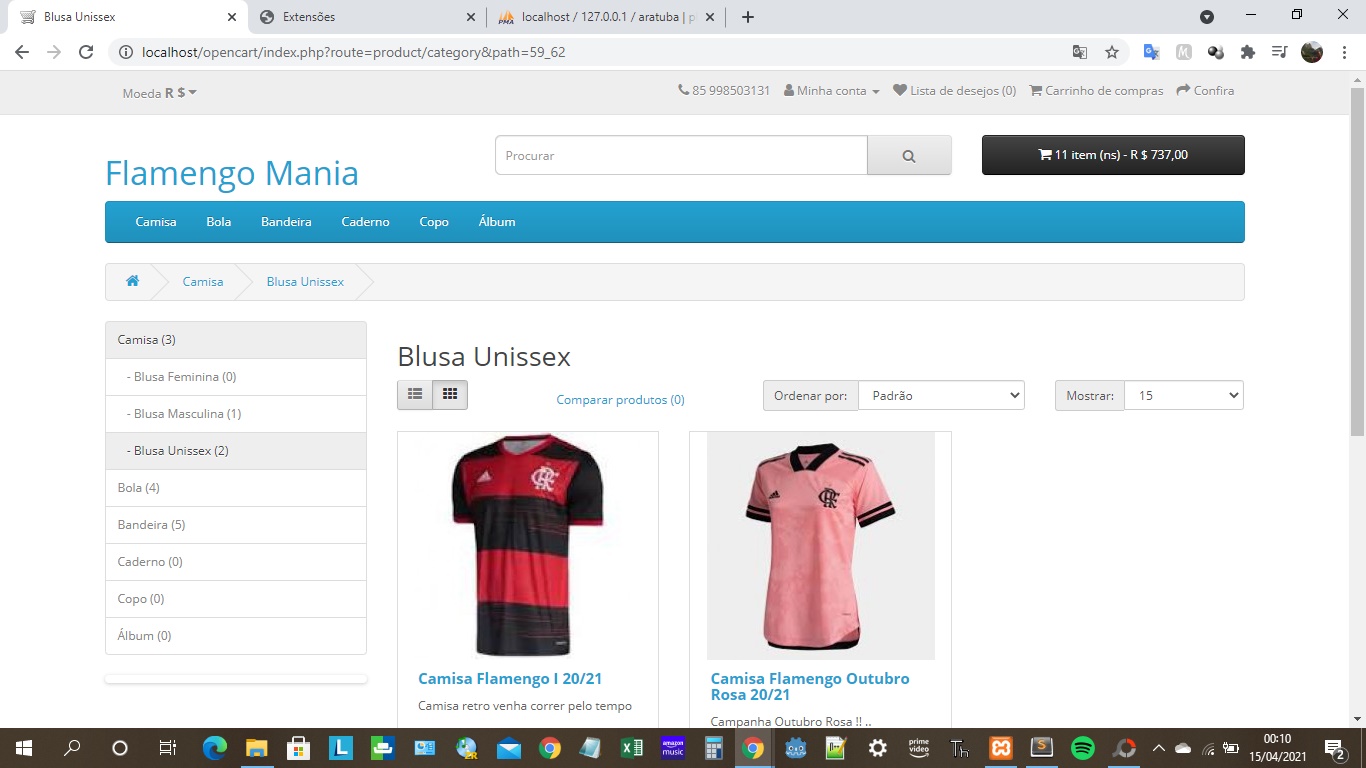 Blusa Unissex
Extensões
localhost / 127.0.0.1 / aratuba | p
localhost/opencart/index.php?route=product/category&path=59_62
Moeda R $
85 998503131 Minha conta Lista de desejos (0) Carrinho de compras Confira
Flamengo Mania
Procurar
11 item (ns) - R $ 737,00
Camisa Bola Bandeira Caderno Copo Álbum
Camisa Blusa Unissex
Camisa (3)
- Blusa Feminina (0)
- Blusa Masculina (1)
- Blusa Unissex (2)
Bola (4)
Bandeira (5)
Caderno (0)
Copo (0)
Álbum (0)
Blusa Unissex
Comparar produtos (0)
Ordenar por: Padrão
Mostrar: 15
Camisa Flamengo I 20/21
Camisa retro venha correr pelo tempo
Camisa Flamengo Outubro
Rosa 20/21
Campanha Outubro Rosa !! ..
amazon music
prime video
Th
00:10
15/04/2021
2